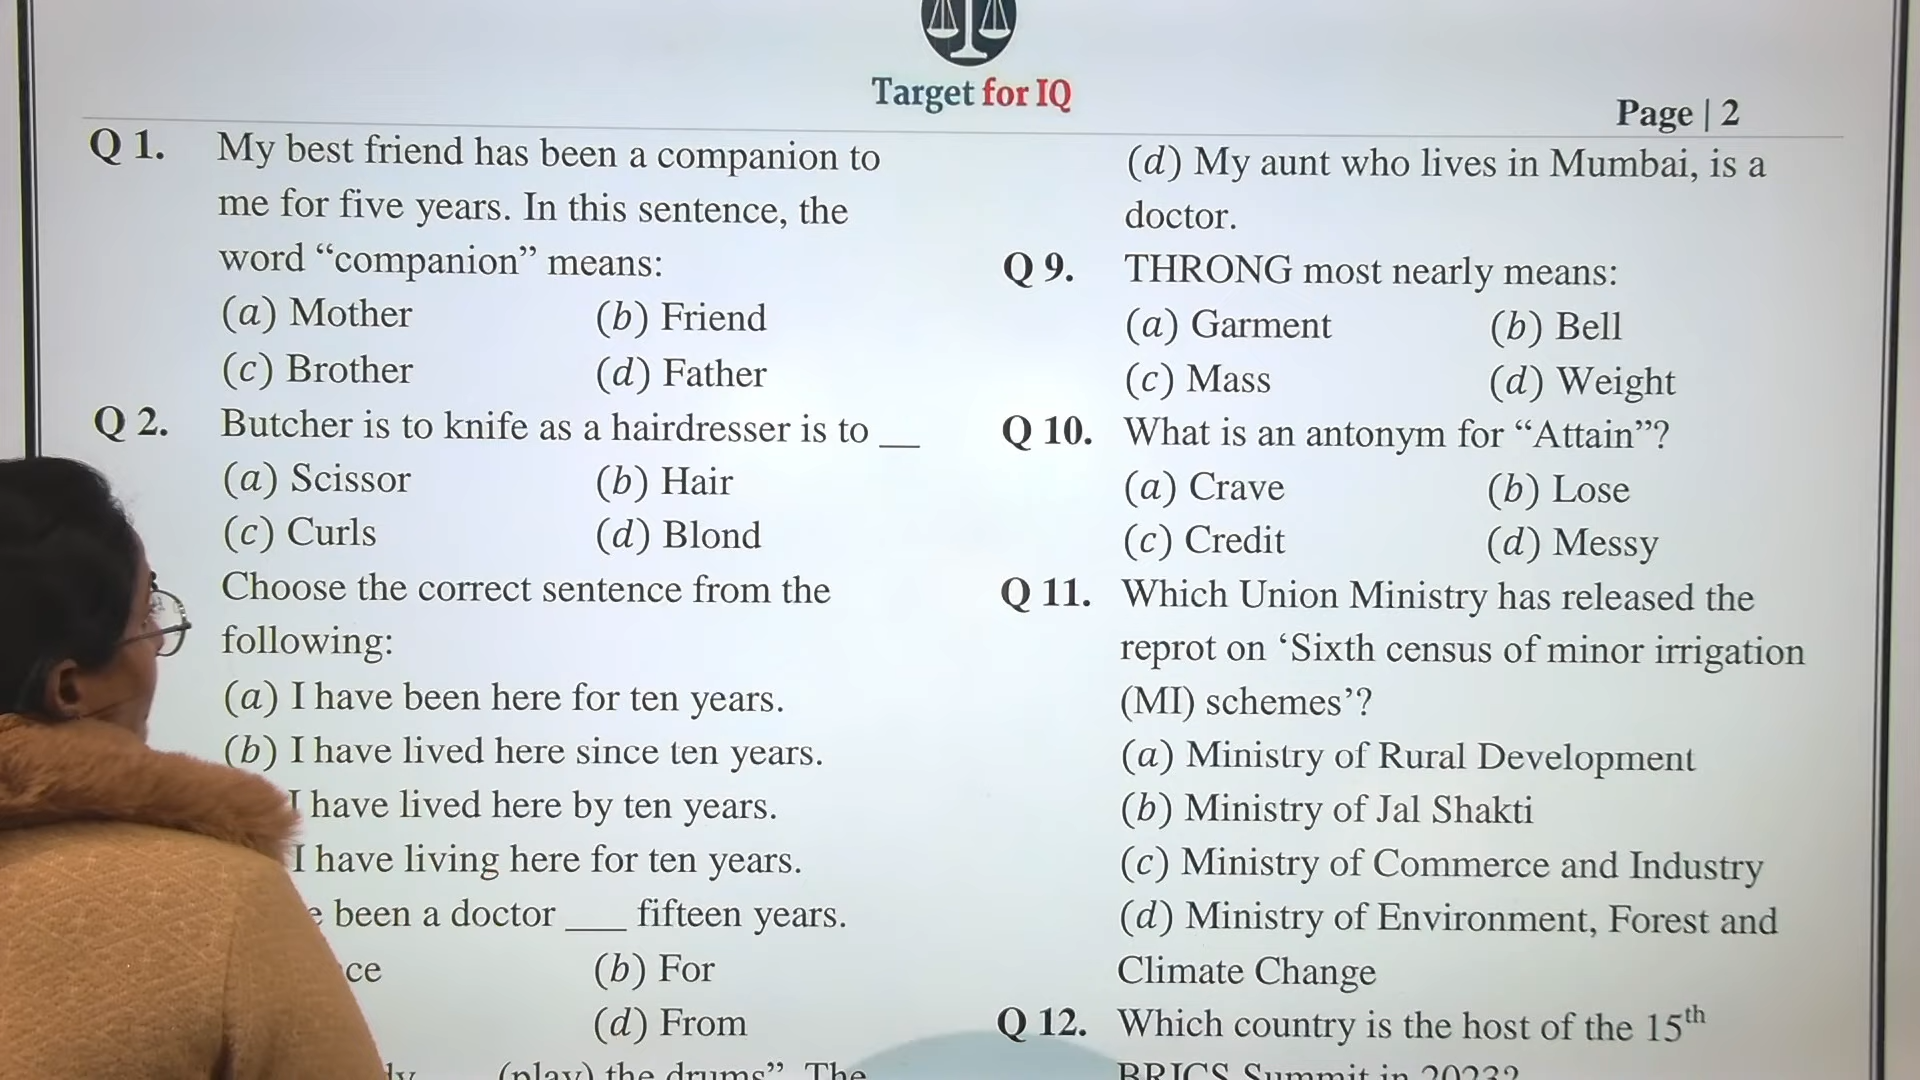 Target for IQ
Page | 2
Q 1. My best friend has been a companion to
me for five years. In this sentence, the
word “companion” means:
(a) Mother (b) Friend
(c) Brother (d) Father
Q 2. Butcher is to knife as a hairdresser is to __
(a) Scissor (b) Hair
(c) Curls (d) Blond
Choose the correct sentence from the
following:
(a) I have been here for ten years.
(b) I have lived here since ten years.
I have lived here by ten years.
I have living here for ten years.
been a doctor ___ fifteen years.
(b) For
(d) From
(play) the drums” The
(d) My aunt who lives in Mumbai, is a
doctor.
Q 9. THRONG most nearly means:
(a) Garment (b) Bell
(c) Mass (d) Weight
Q 10. What is an antonym for “Attain”?
(a) Crave (b) Lose
(c) Credit (d) Messy
Q 11. Which Union Ministry has released the
reprot on ‘Sixth census of minor irrigation
(MI) schemes’?
(a) Ministry of Rural Development
(b) Ministry of Jal Shakti
(c) Ministry of Commerce and Industry
(d) Ministry of Environment, Forest and
Climate Change
Q 12. Which country is the host of the 15th
BRICS Summit in 2023?